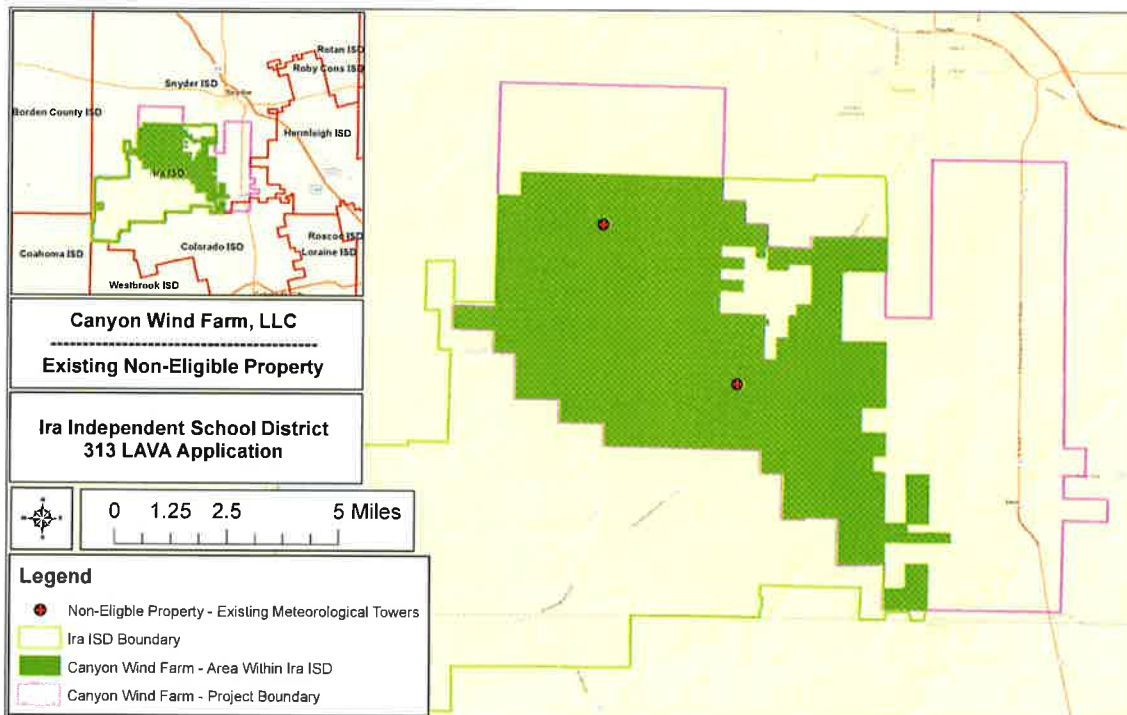 Rotan ISD
Roby Cons ISD
Snyder ISD
Borden County ISD
Hermleigh ISD
Ira ISD
Roscoe ISD
Colorado ISD
Loraine ISD
Coahoma ISD
Westbrook ISD
Canyon Wind Farm, LLC
Existing Non-Eligible Property
Ira Independent School District
313 LAVA Application
0 1.25 2.5 5 Miles
Legend
Non-Eligble Property - Existing Meteorological Towers
Ira ISD Boundary
Canyon Wind Farm - Area Within Ira ISD
Canyon Wind Farm - Project Boundary